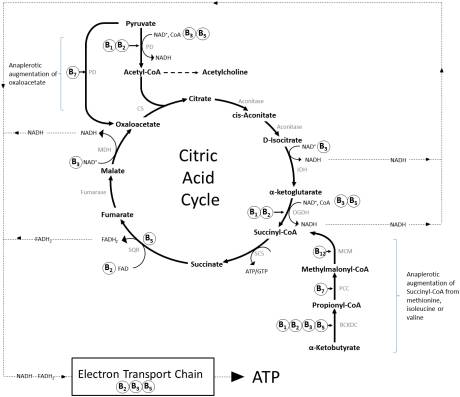 Pyruvate
NAD⁺, CoA B3 B5
B1 B2 PD
NADH
Anaplerotic
augmentation of
oxaloacetate
B7 PD
Acetyl-CoA Acetylcholine
CS
Citrate
Aconitase
cis-Aconitate
Aconitase
D-Isocitrate
NAD⁺ B3
NADH
IDH
NADH
Oxaloacetate
NADH NADH
MDH
B3 NAD⁺
Malate
Fumarase
Fumarate
Citric
Acid
Cycle
α-ketoglutarate
NAD⁺, CoA B3 B5
B1 B2 OGDH
NADH NADH
Succinyl-CoA
SCS
ATP/GTP
FADH₂ FADH₂
SQR
B2 FAD
Succinate
B12 MCM
Methylmalonyl-CoA
B7 PCC
Propionyl-CoA
B1 B2 B3 B5 BCKDC
α-Ketobutyrate
Anaplerotic
augmentation of
Succinyl-CoA from
methionine,
isoleucine or
valine
NADH FADH₂
Electron Transport Chain
B2 B3 B5
ATP